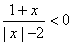 (1 + x) / (| x | − 2) < 0